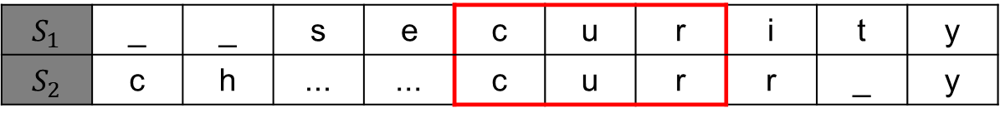 S₁ _ _ s e c u r i t y
S₂ c h ... ... c u r r _ y